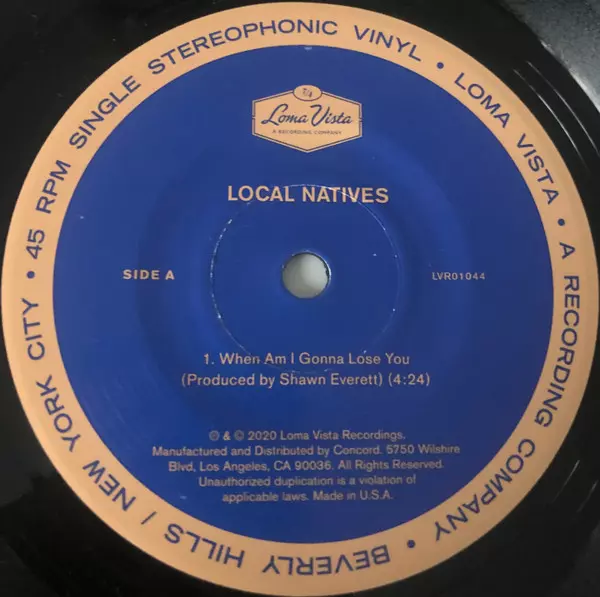 45 RPM SINGLE STEREOPHONIC VINYL • LOMA VISTA • A RECORDING COMPANY • BEVERLY HILLS / NEW YORK CITY •
Loma Vista
A RECORDING COMPANY
LOCAL NATIVES
SIDE A
LVR01044
1. When Am I Gonna Lose You
(Produced by Shawn Everett) (4:24)
℗ & © 2020 Loma Vista Recordings.
Manufactured and Distributed by Concord. 5750 Wilshire
Blvd, Los Angeles, CA 90036. All Rights Reserved.
Unauthorized duplication is a violation of
applicable laws. Made in U.S.A.